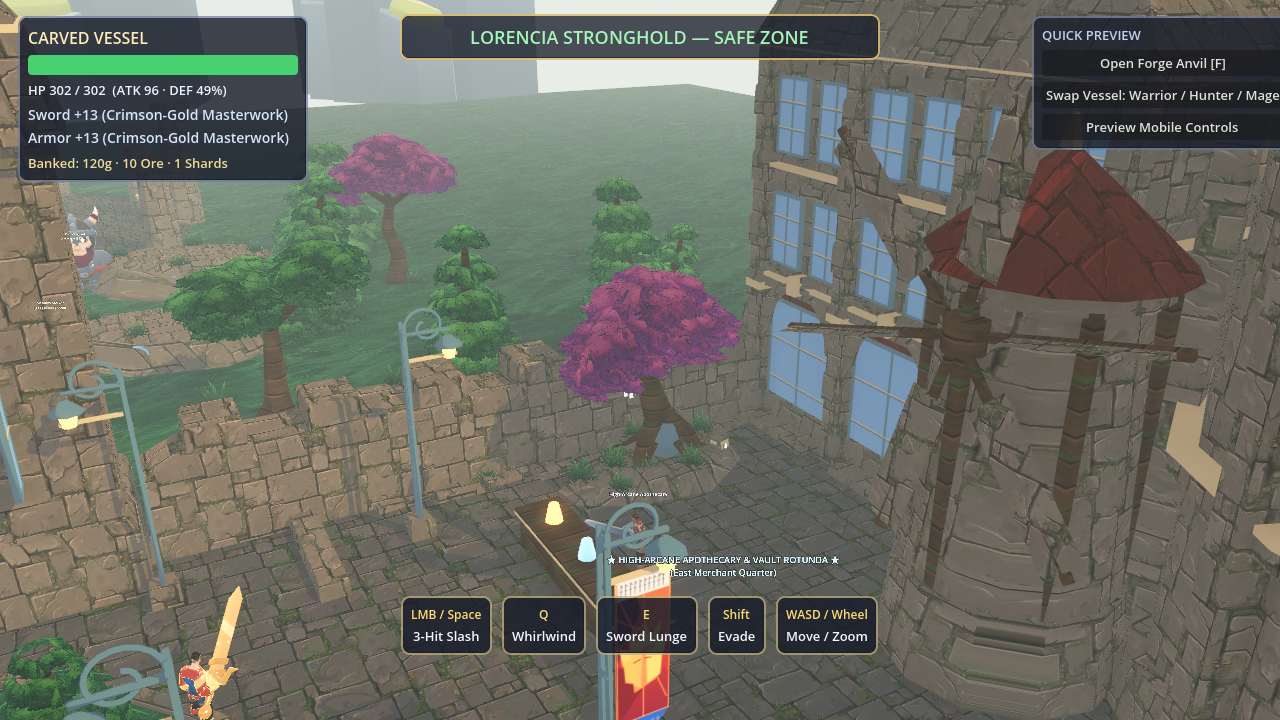 CARVED VESSEL
HP 302 / 302 (ATK 96 · DEF 49%)
Sword +13 (Crimson-Gold Masterwork)
Armor +13 (Crimson-Gold Masterwork)
Banked: 120g · 10 Ore · 1 Shards
LORENCIA STRONGHOLD — SAFE ZONE
QUICK PREVIEW
Open Forge Anvil [F]
Swap Vessel: Warrior / Hunter / Mage
Preview Mobile Controls
High-Arcane Apothecary
★ HIGH-ARCANE APOTHECARY & VAULT ROTUNDA ★
(East Merchant Quarter)
LMB / Space
3-Hit Slash
Q
Whirlwind
E
Sword Lunge
Shift
Evade
WASD / Wheel
Move / Zoom